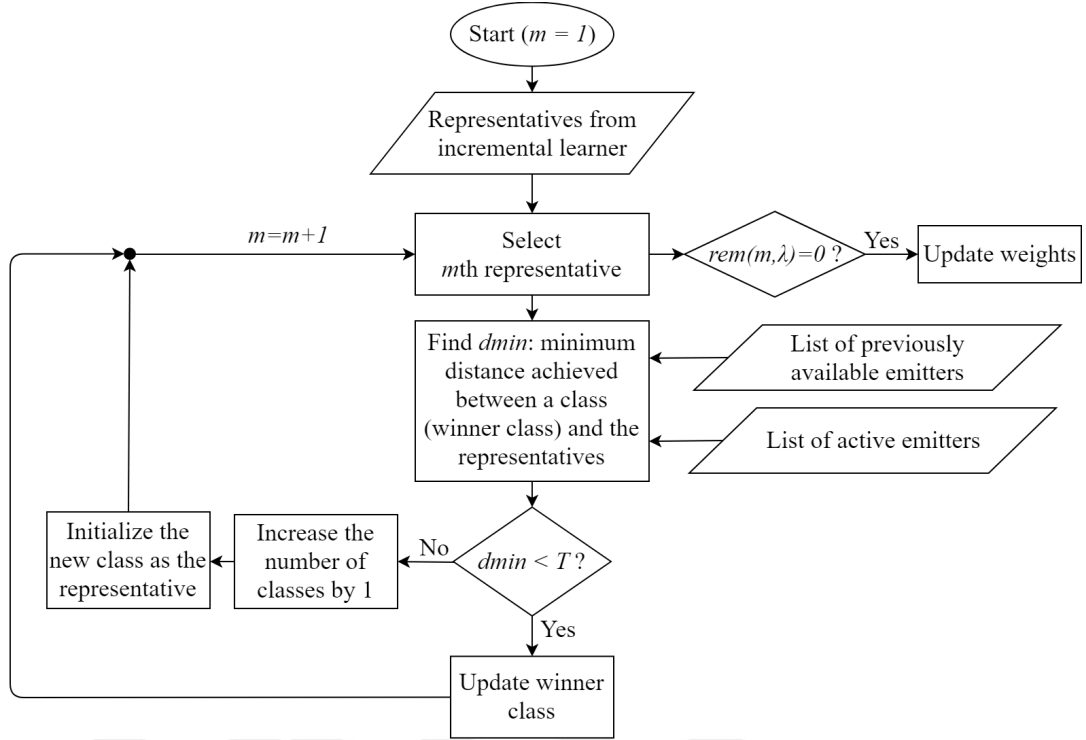 Start (m = 1)
Representatives from
incremental learner
m=m+1
Select
mth representative
rem(m,λ)=0 ?
Yes
Update weights
Find dmin: minimum
distance achieved
between a class
(winner class) and the
representatives
List of previously
available emitters
List of active emitters
Initialize the
new class as the
representative
Increase the
number of
classes by 1
No
dmin < T ?
Yes
Update winner
class